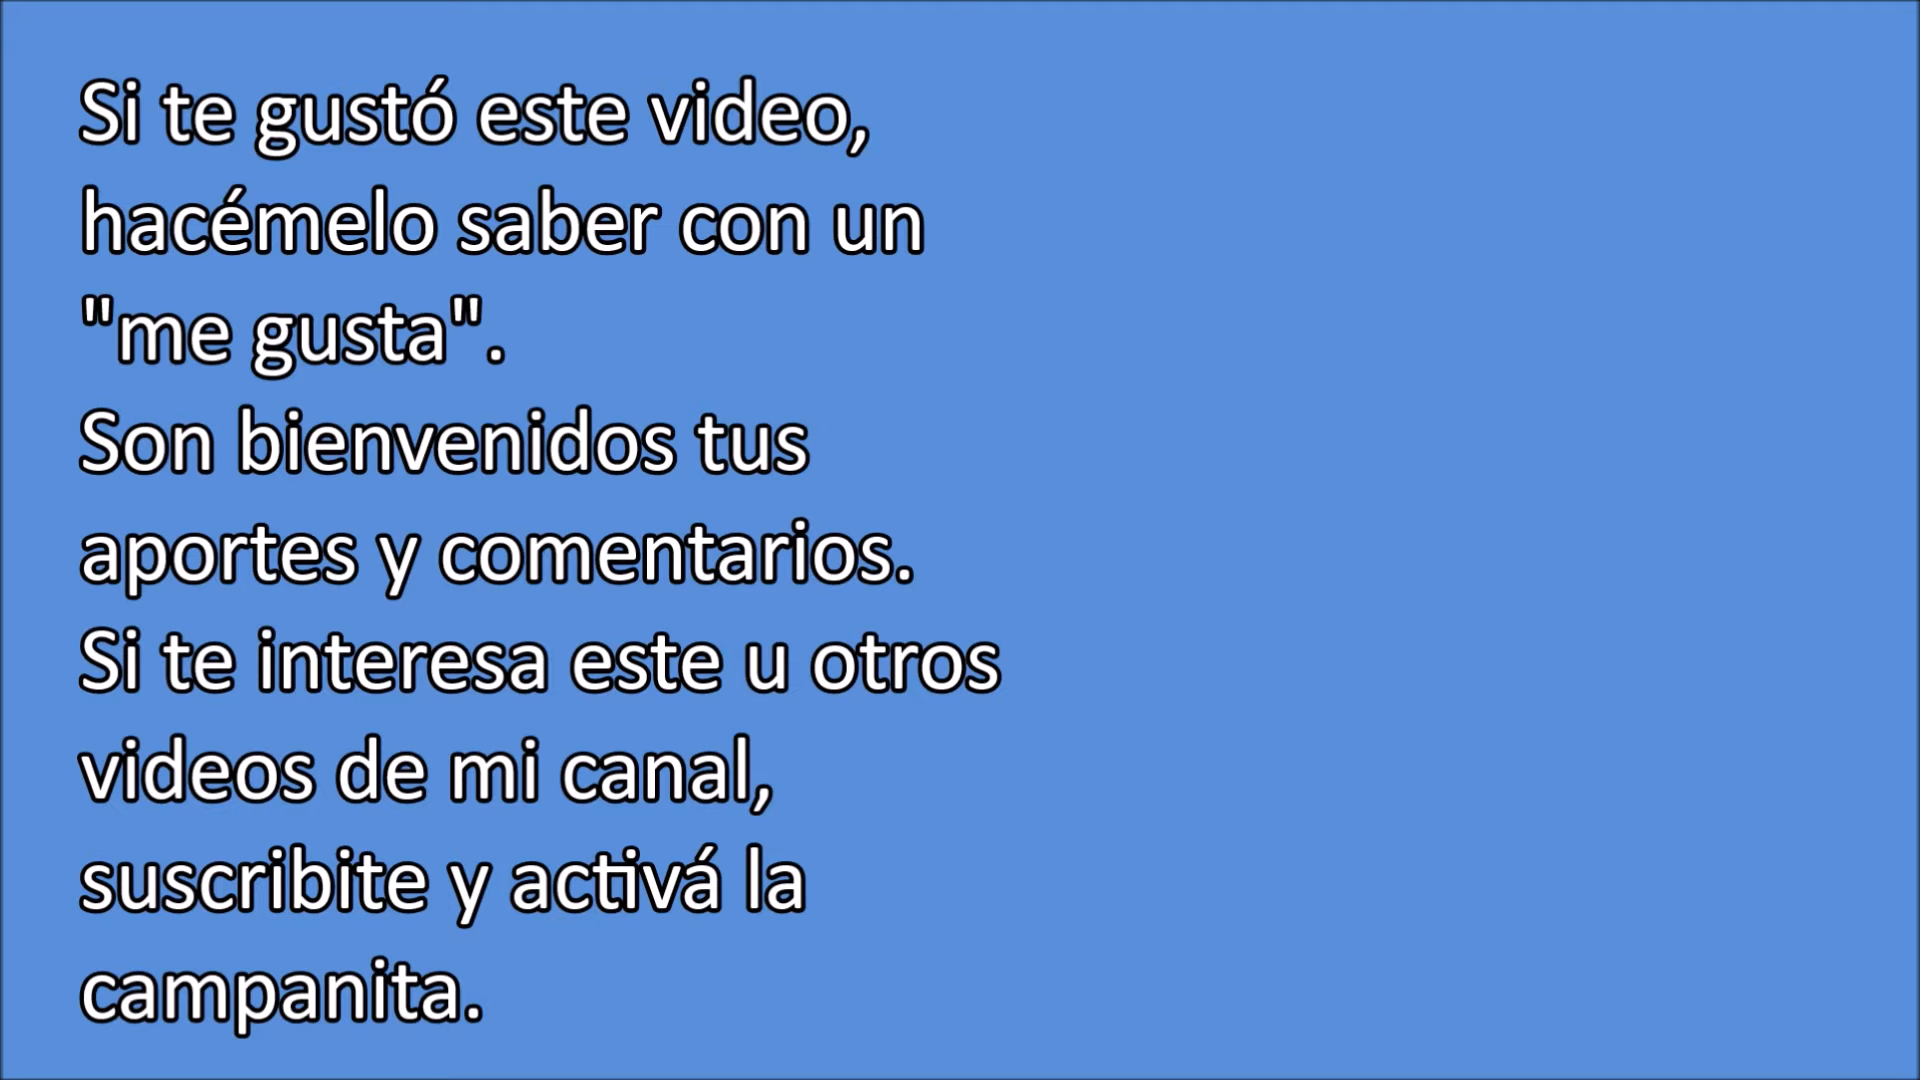 Si te gustó este video,
hacémelo saber con un
"me gusta".
Son bienvenidos tus
aportes y comentarios.
Si te interesa este u otros
videos de mi canal,
suscribite y activá la
campanita.